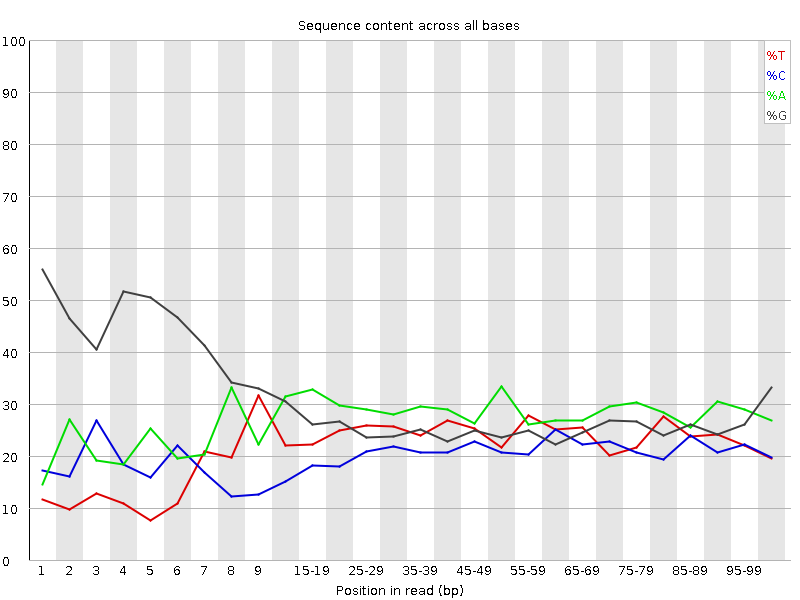 Sequence content across all bases
100
90
80
70
60
50
40
30
20
10
0
%T
%C
%A
%G
1 2 3 4 5 6 7 8 9 15-19 25-29 35-39 45-49 55-59 65-69 75-79 85-89 95-99
Position in read (bp)